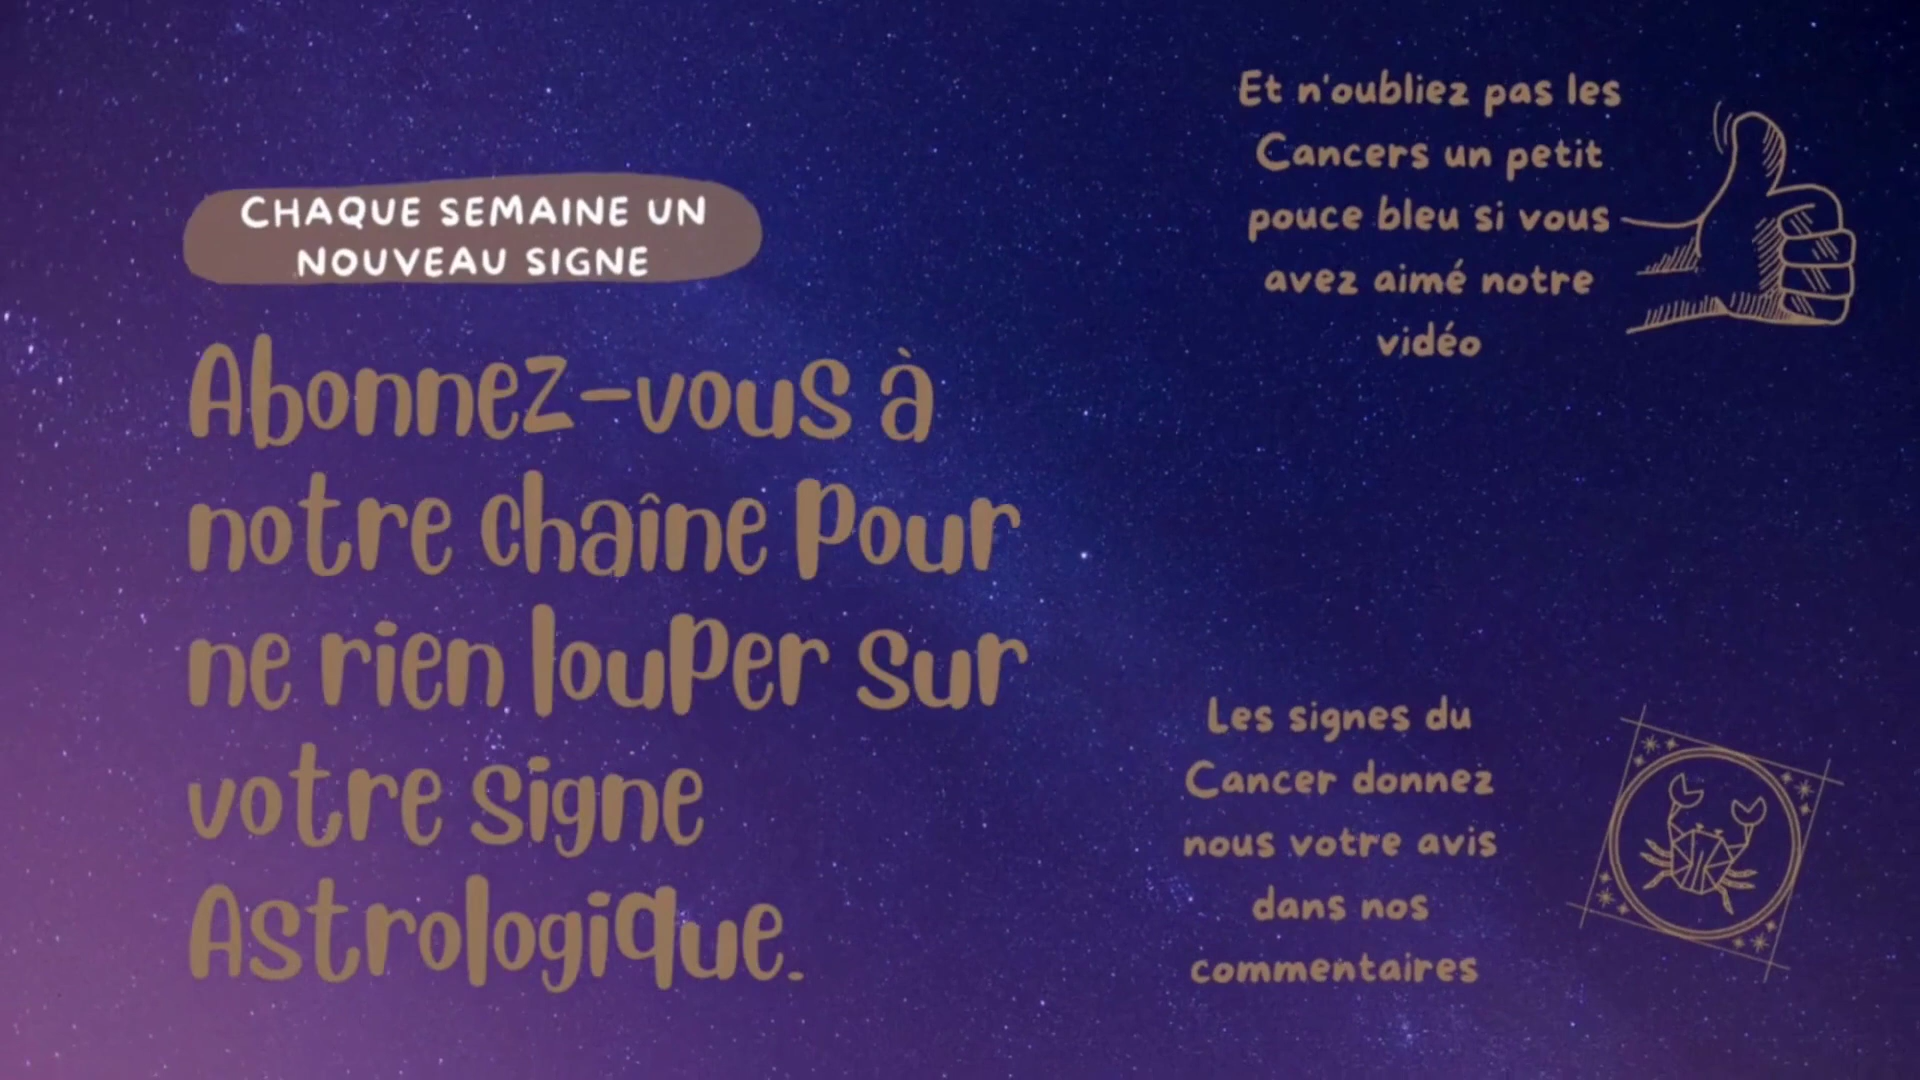 CHAQUE SEMAINE UN
NOUVEAU SIGNE
Abonnez-vous à
notre chaîne pour
ne rien louper sur
votre signe
Astrologique.
Et n'oubliez pas les
Cancers un petit
pouce bleu si vous
avez aimé notre
vidéo
Les signes du
Cancer donnez
nous votre avis
dans nos
commentaires